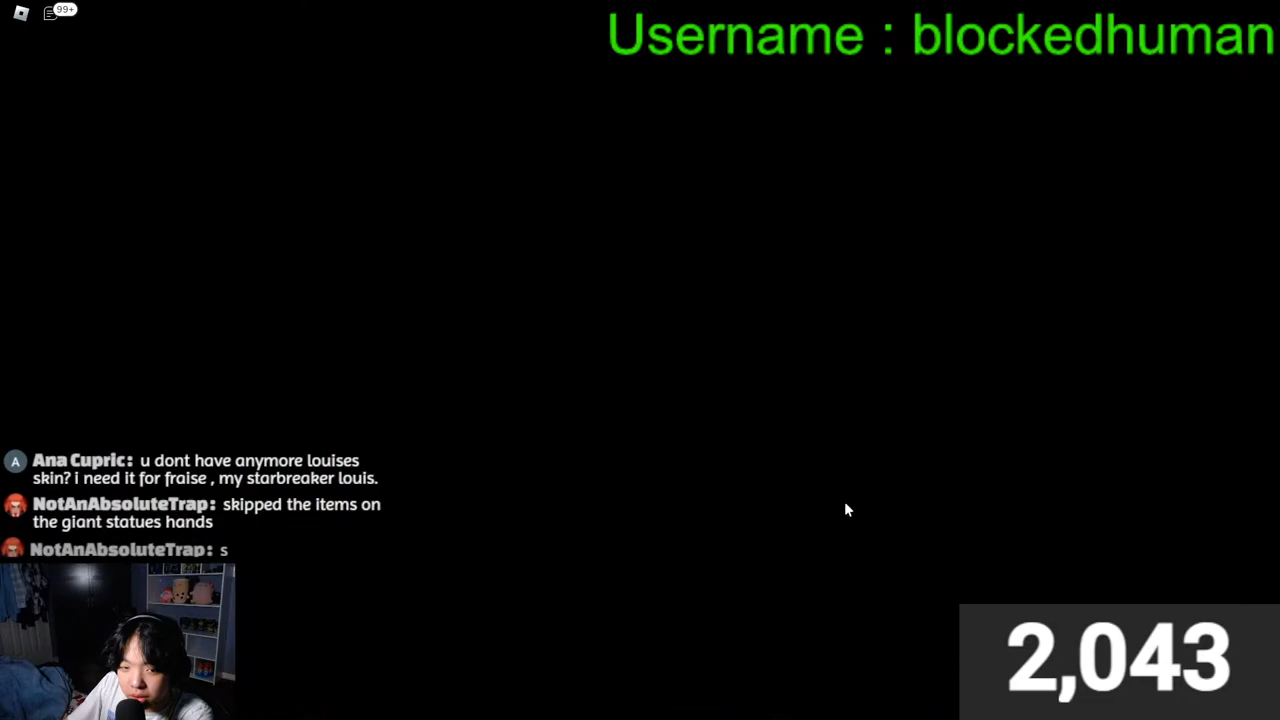 99+
Username : blockedhuman
Ana Cupric: u dont have anymore louises
skin? i need it for fraise , my starbreaker louis.
NotAnAbsoluteTrap: skipped the items on
the giant statues hands
NotAnAbsoluteTrap: s
A
2,043